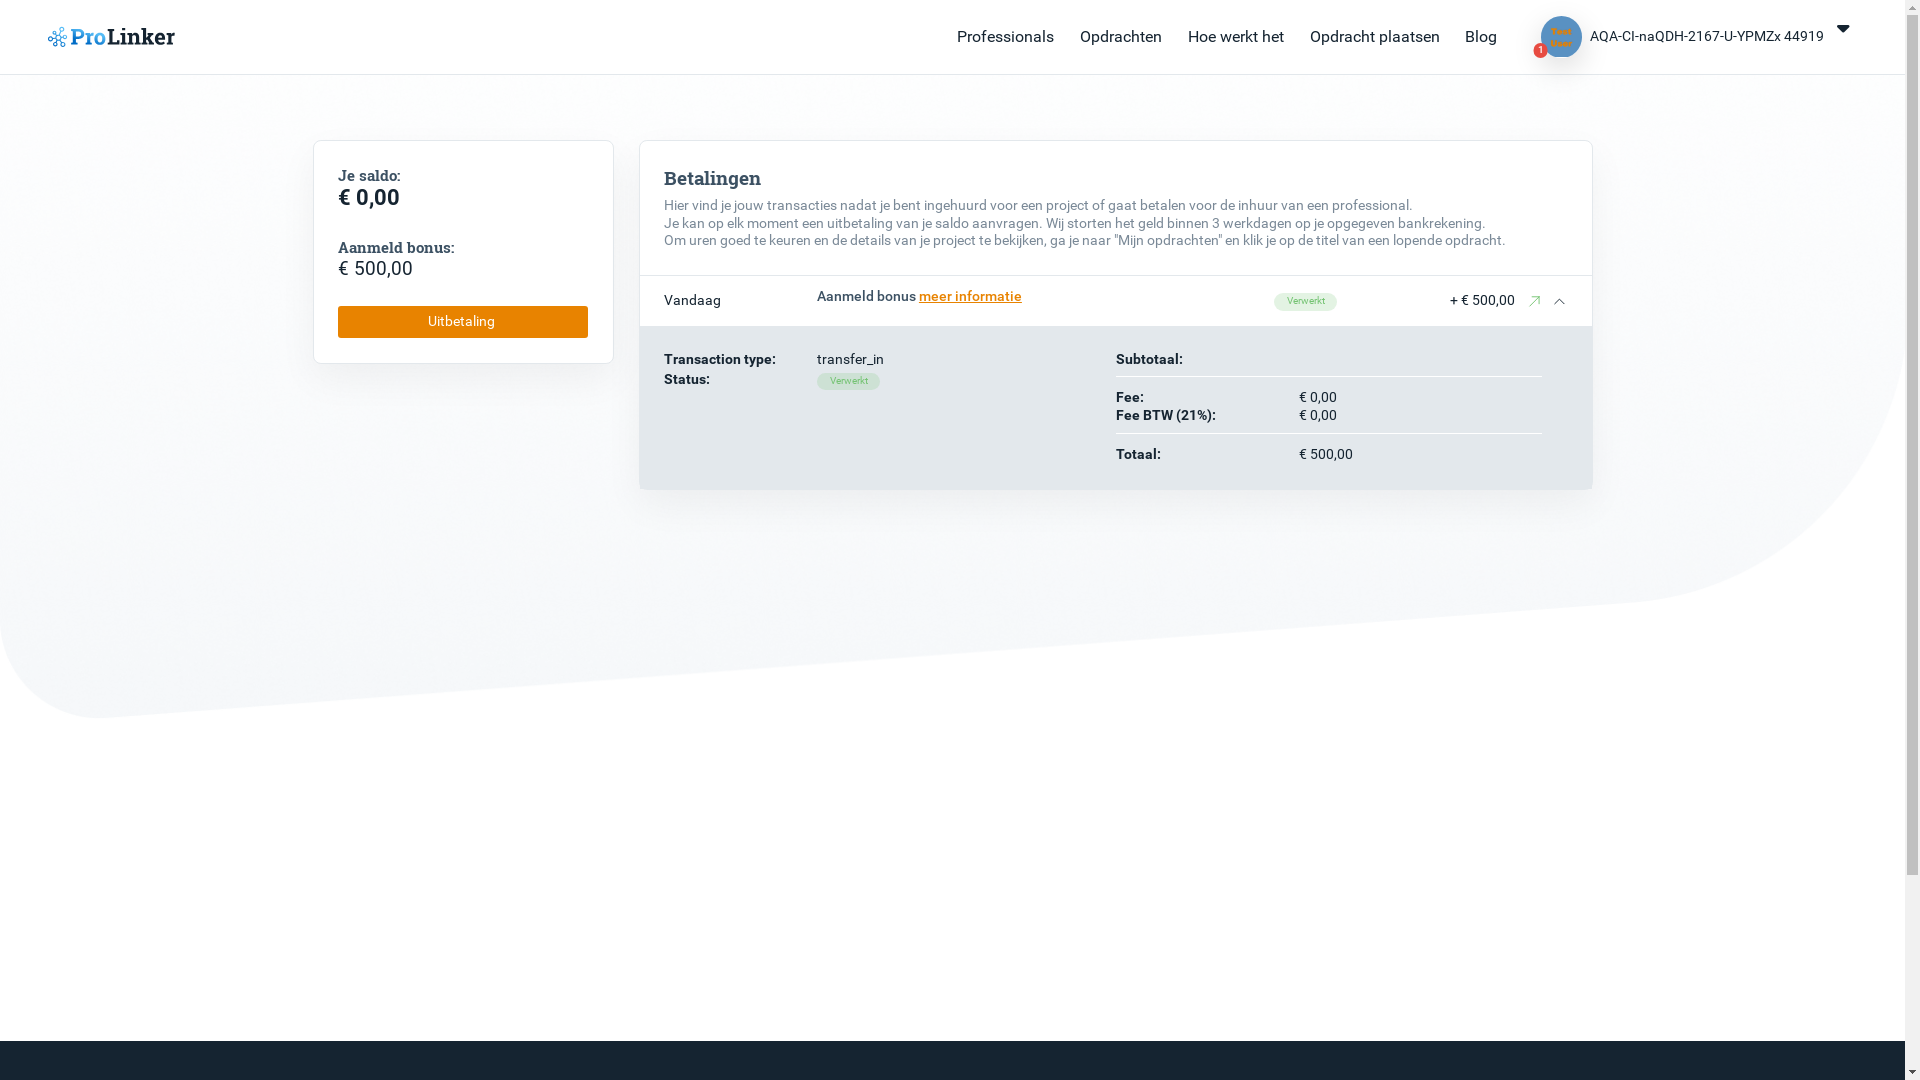 ProLinker
Professionals
Opdrachten
Hoe werkt het
Opdracht plaatsen
Blog
Test
User
1
AQA-CI-naQDH-2167-U-YPMZx 44919
Je saldo:
€ 0,00
Aanmeld bonus:
€ 500,00
Uitbetaling
Betalingen
Hier vind je jouw transacties nadat je bent ingehuurd voor een project of gaat betalen voor de inhuur van een professional.
Je kan op elk moment een uitbetaling van je saldo aanvragen. Wij storten het geld binnen 3 werkdagen op je opgegeven bankrekening.
Om uren goed te keuren en de details van je project te bekijken, ga je naar "Mijn opdrachten" en klik je op de titel van een lopende opdracht.
Vandaag
Aanmeld bonus meer informatie
Verwerkt
+ € 500,00
Transaction type: transfer_in
Status: Verwerkt
Subtotaal:
Fee: € 0,00
Fee BTW (21%): € 0,00
Totaal: € 500,00